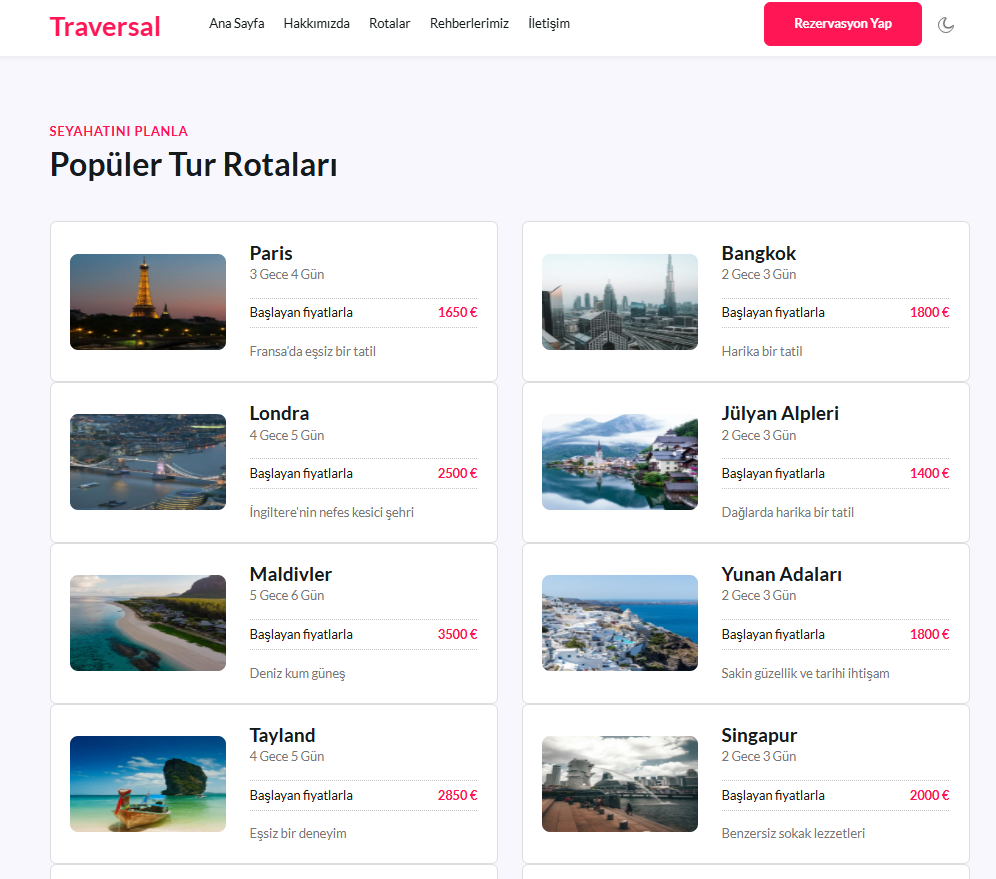 Traversal
Ana Sayfa Hakkımızda Rotalar Rehberlerimiz İletişim
Rezervasyon Yap
SEYAHATINI PLANLA
Popüler Tur Rotaları
Paris
3 Gece 4 Gün
Başlayan fiyatlarla 1650 €
Fransa'da eşsiz bir tatil
Bangkok
2 Gece 3 Gün
Başlayan fiyatlarla 1800 €
Harika bir tatil
Londra
4 Gece 5 Gün
Başlayan fiyatlarla 2500 €
İngiltere'nin nefes kesici şehri
Jülyan Alpleri
2 Gece 3 Gün
Başlayan fiyatlarla 1400 €
Dağlarda harika bir tatil
Maldivler
5 Gece 6 Gün
Başlayan fiyatlarla 3500 €
Deniz kum güneş
Yunan Adaları
2 Gece 3 Gün
Başlayan fiyatlarla 1800 €
Sakin güzellik ve tarihi ihtişam
Tayland
4 Gece 5 Gün
Başlayan fiyatlarla 2850 €
Eşsiz bir deneyim
Singapur
2 Gece 3 Gün
Başlayan fiyatlarla 2000 €
Benzersiz sokak lezzetleri